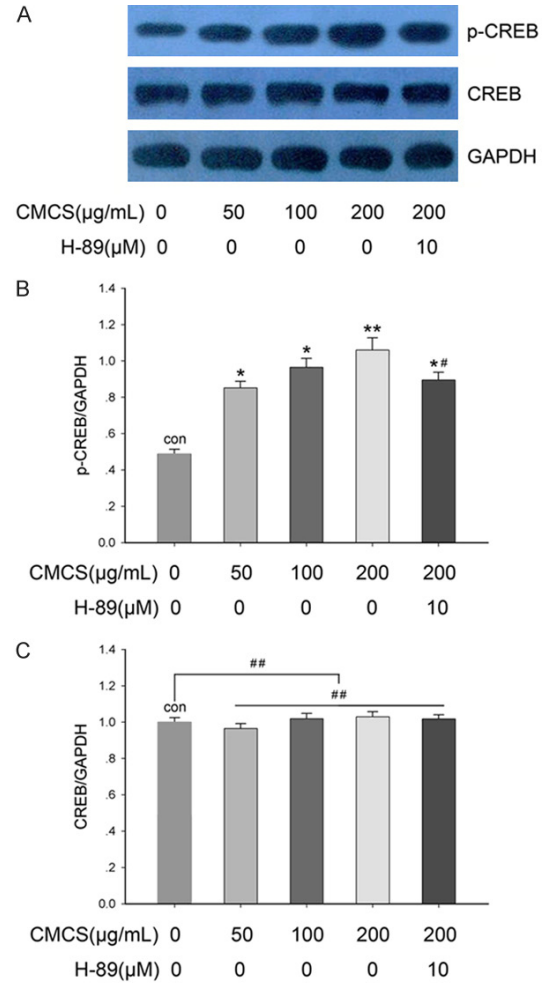 A
p-CREB
CREB
GAPDH
CMCS(μg/mL) 0 50 100 200 200
H-89(μM) 0 0 0 0 10
B
1.4
1.2
1.0
.8
.6
.4
.2
0.0
p-CREB/GAPDH
con
*
*
**
*#
CMCS(μg/mL) 0 50 100 200 200
H-89(μM) 0 0 0 0 10
C
1.4
1.2
1.0
.8
.6
.4
.2
0.0
CREB/GAPDH
##
##
con
CMCS(μg/mL) 0 50 100 200 200
H-89(μM) 0 0 0 0 10